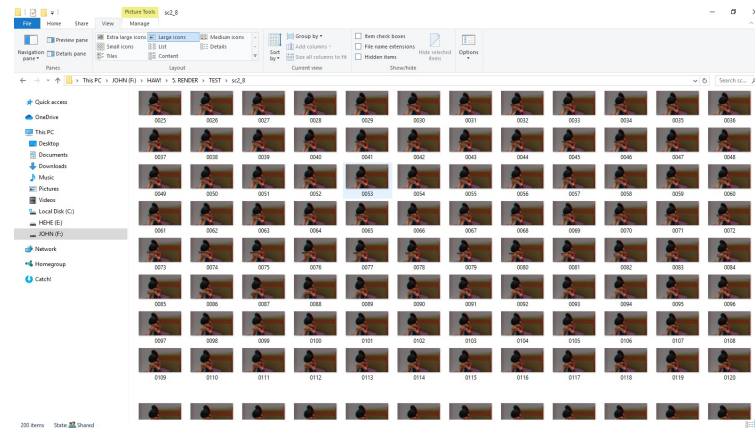 Picture Tools sc2_8
File Home Share View Manage
Preview pane
Details pane
Navigation pane
Panes
Extra large icons Large icons Medium icons
Small icons List Details
Tiles Content
Layout
Sort by
Group by
Add columns
Size all columns to fit
Current view
Item check boxes
File name extensions
Hidden items
Hide selected items
Show/hide
Options
This PC > JOHN (F:) > HAWI > 5. RENDER > TEST > sc2_8
Search sc...
Quick access
OneDrive
This PC
Desktop
Documents
Downloads
Music
Pictures
Videos
Local Disk (C:)
HEHE (E:)
JOHN (F:)
Network
Homegroup
Catch!
0025 0026 0027 0028 0029 0030 0031 0032 0033 0034 0035 0036
0037 0038 0039 0040 0041 0042 0043 0044 0045 0046 0047 0048
0049 0050 0051 0052 0053 0054 0055 0056 0057 0058 0059 0060
0061 0062 0063 0064 0065 0066 0067 0068 0069 0070 0071 0072
0073 0074 0075 0076 0077 0078 0079 0080 0081 0082 0083 0084
0085 0086 0087 0088 0089 0090 0091 0092 0093 0094 0095 0096
0097 0098 0099 0100 0101 0102 0103 0104 0105 0106 0107 0108
0109 0110 0111 0112 0113 0114 0115 0116 0117 0118 0119 0120
200 items State: Shared